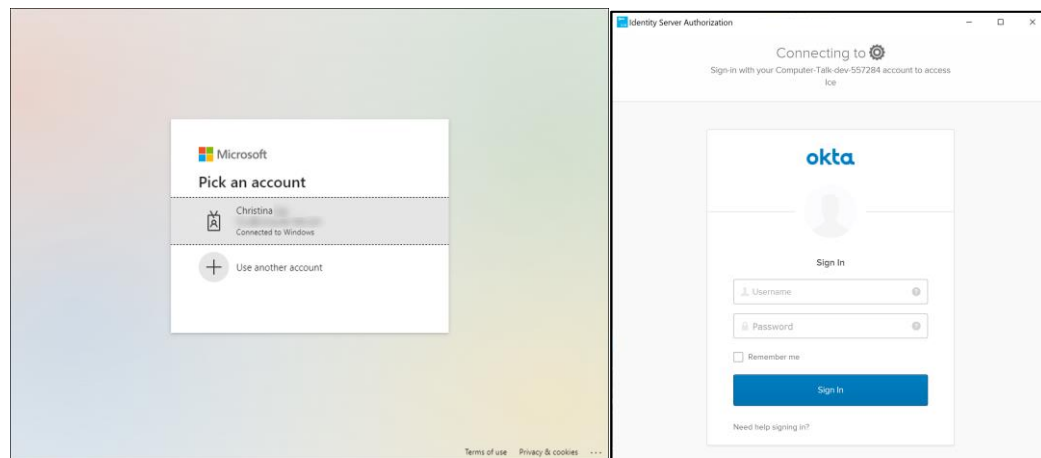 Microsoft
Pick an account
Christina
Connected to Windows
Use another account
Terms of use Privacy & cookies ...
Identity Server Authorization
Connecting to
Sign-in with your Computer-Talk-dev-557284 account to access
Ice
okta
Sign In
Username
Password
Remember me
Sign In
Need help signing in?